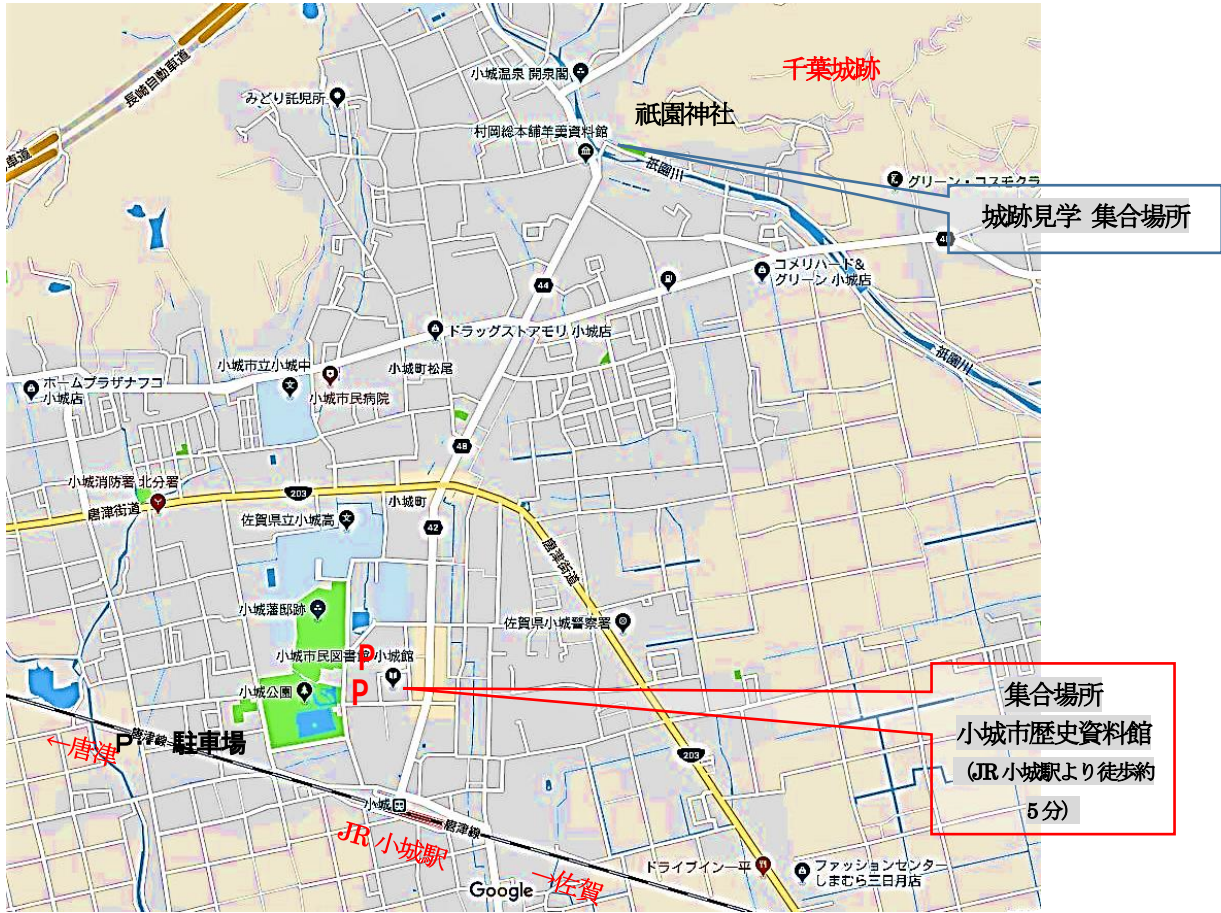 千葉城跡
小城温泉 開泉閣
長崎自動車道
みどり託児所
祇園神社
村岡総本舗羊羹資料館
車道
祇園川
グリーン・コスモクラ
城跡見学 集合場所
48
コメリハード&
グリーン 小城店
44
ドラッグストアモリ 小城店
祇園川
小城市立小城中
小城町松尾
ホームプラザナフコ
小城店
小城市民病院
48
小城消防署 北分署
203
小城町
唐津街道
佐賀県立小城高
42
唐津街道
小城藩邸跡
佐賀県小城警察署
小城市民図書館 小城館
P
小城公園
P
集合場所
小城市歴史資料館
(JR 小城駅より徒歩約
5 分)
←唐津
P
唐津線
駐車場
203
小城
唐津線
JR 小城駅
→佐賀
ドライブイン一平
ファッションセンター
しまむら三日月店
Google